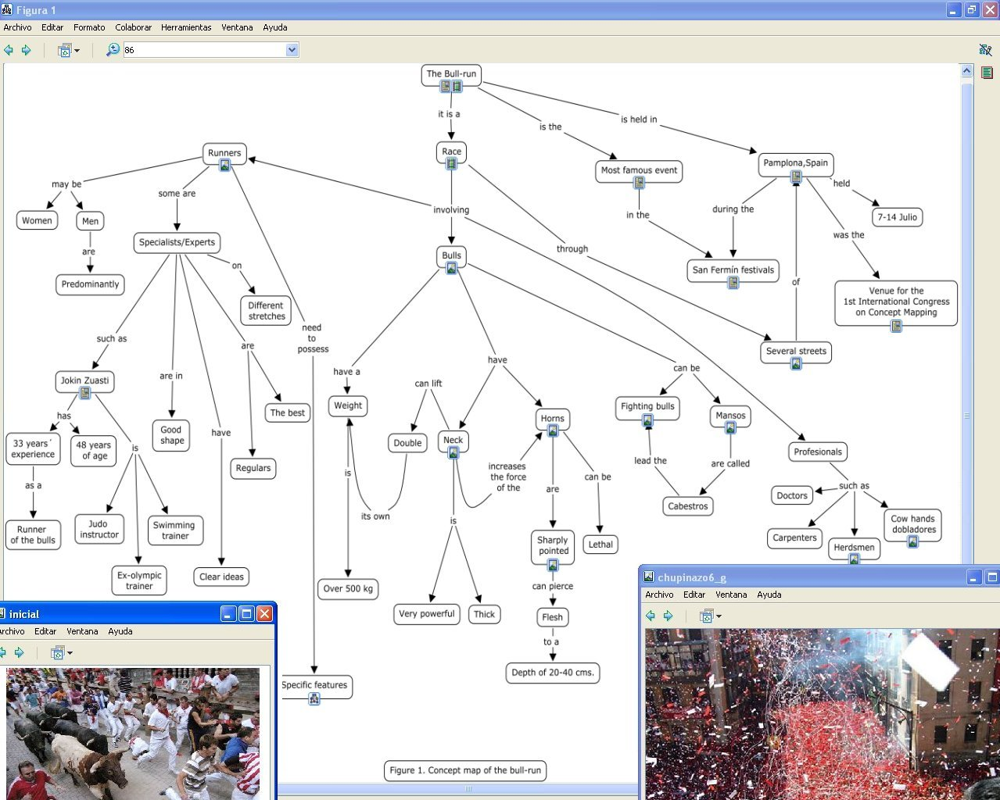 Figura 1
Archivo Editar Formato Colaborar Herramientas Ventana Ayuda
86
The Bull-run
it is a
is the
is held in
Runners
Race
Most famous event
Pamplona,Spain
may be
some are
involving
in the
during the
held
7-14 Julio
Women
Men
Specialists/Experts
through
was the
are
Bulls
San Fermín festivals
of
Predominantly
on
Different
stretches
Venue for the
1st International Congress
on Concept Mapping
need
to
possess
such as
are
Several streets
have a
have
can be
Jokin Zuasti
are in
can lift
Weight
The best
Horns
Fighting bulls
Mansos
has
Good
shape
have
Double
Neck
33 years´
experience
48 years
of age
is
Profesionals
Regulars
is
increases
the force
of the
can be
lead the
are called
as a
are
Doctors
such as
its own
Cabestros
Runner
of the bulls
Judo
instructor
Swimming
trainer
is
Sharply
pointed
Lethal
Carpenters
Herdsmen
Cow hands
dobladores
Ex-olympic
trainer
Clear ideas
Over 500 kg
can pierce
Very powerful
Thick
Flesh
to a
Depth of 20-40 cms.
Specific features
Figure 1. Concept map of the bull-run
inicial
rchivo Editar Ventana Ayuda
chupinazo6_g
Archivo Editar Ventana Ayuda